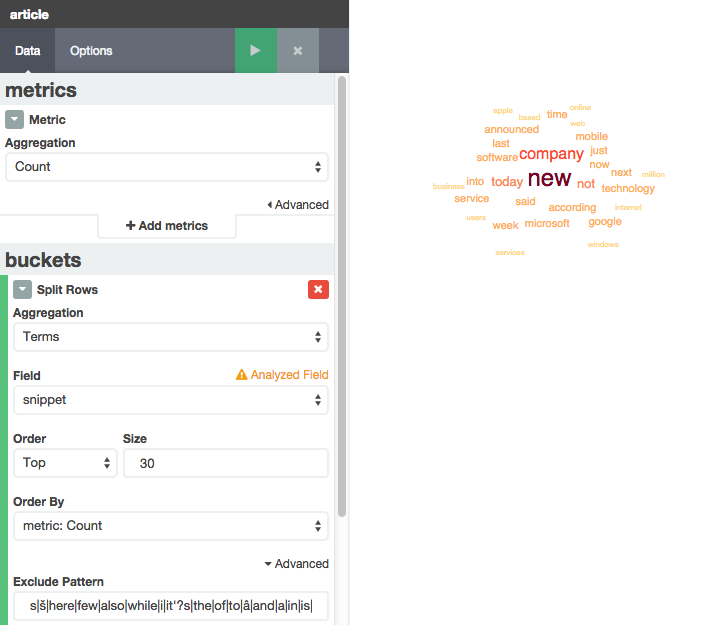 article
Data Options
metrics
Metric
Aggregation
Count
Advanced
Add metrics
buckets
Split Rows
Aggregation
Terms
Field Analyzed Field
snippet
Order Size
Top 30
Order By
metric: Count
Advanced
Exclude Pattern
s|š|here|few|also|while|i|it'?s|the|of|to|â|and|a|in|is|
apple based time online
announced web
last mobile
software company just
now
business into today new not next million
technology
service said according internet
users week microsoft google
services windows